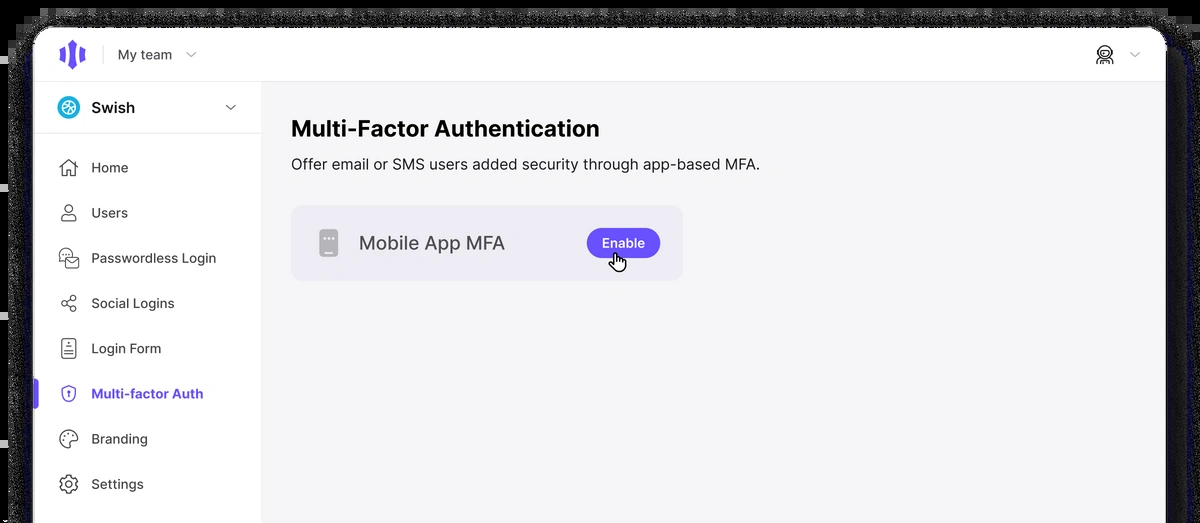 My team
Swish
Home
Users
Passwordless Login
Social Logins
Login Form
Multi-factor Auth
Branding
Settings
Multi-Factor Authentication
Offer email or SMS users added security through app-based MFA.
Mobile App MFA
Enable